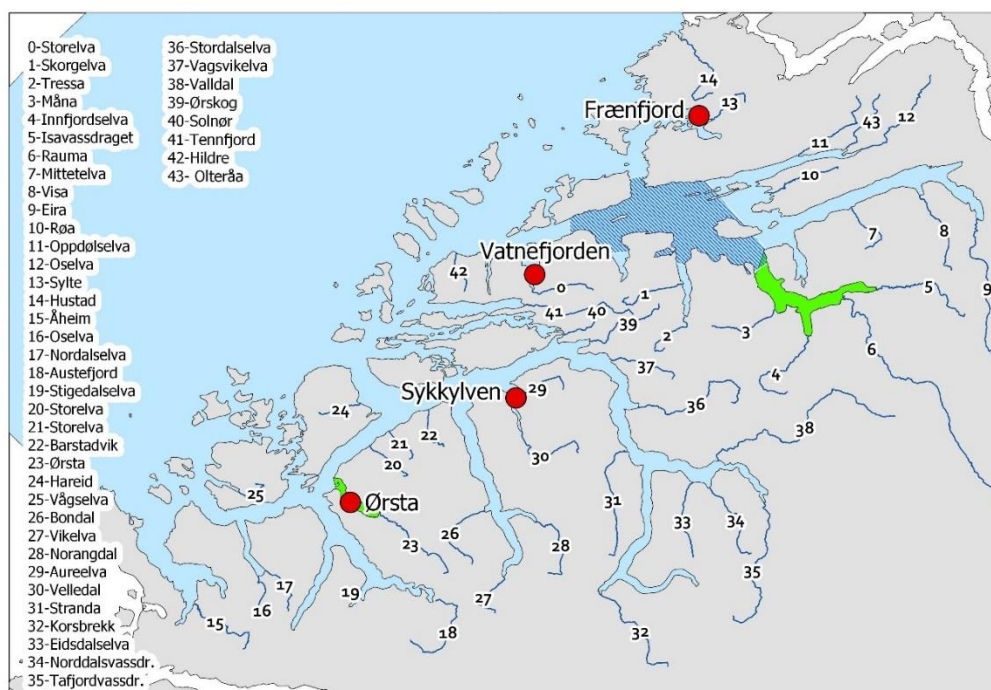 0-Storelva
1-Skorgelva
2-Tressa
3-Måna
4-Innfjordselva
5-Isavassdraget
6-Rauma
7-Mittetelva
8-Visa
9-Eira
10-Røa
11-Oppdølselva
12-Oselva
13-Sylte
14-Hustad
15-Åheim
16-Oselva
17-Nordalselva
18-Austefjord
19-Stigedalselva
20-Storelva
21-Storelva
22-Barstadvik
23-Ørsta
24-Hareid
25-Vågselva
26-Bondal
27-Vikelva
28-Norangdal
29-Aureelva
30-Velledal
31-Stranda
32-Korsbrekk
33-Eidsdalselva
34-Norddalsvassdr.
35-Tafjordvassdr.
36-Stordalselva
37-Vagsvikelva
38-Valldal
39-Ørskog
40-Solnør
41-Tennfjord
42-Hildre
43- Olteråa
14
Frænfjord
13
11
43
12
10
Vatnefjorden
42
0
41
40
39
1
2
3
4
5
6
7
8
9
37
36
38
Sykkylven
29
30
24
21
22
20
25
Ørsta
23
26
28
27
31
33
34
35
32
17
16
15
19
18